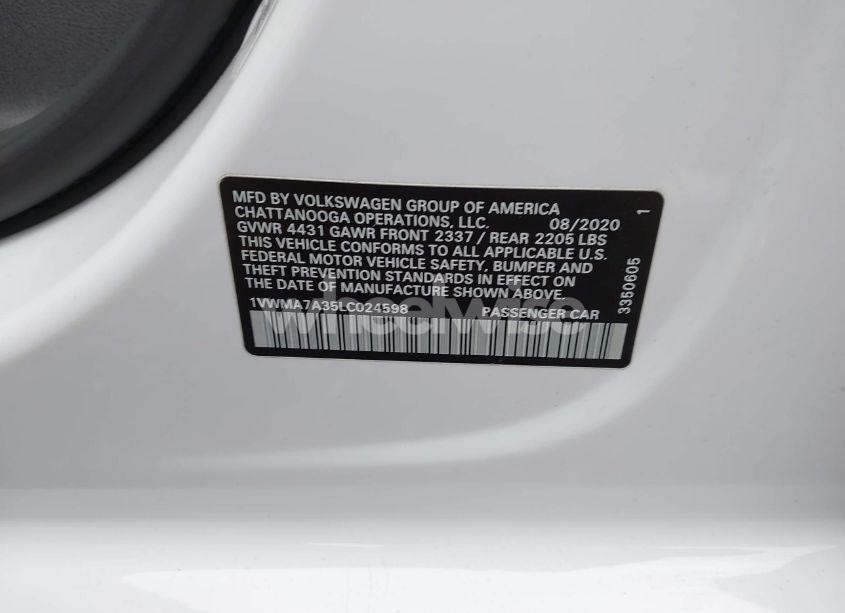 MFD BY VOLKSWAGEN GROUP OF AMERICA
CHATTANOOGA OPERATIONS, LLC. 08/2020
GVWR 4431 GAWR FRONT 2337 / REAR 2205 LBS
THIS VEHICLE CONFORMS TO ALL APPLICABLE U.S.
FEDERAL MOTOR VEHICLE SAFETY, BUMPER AND
THEFT PREVENTION STANDARDS IN EFFECT ON
THE DATE OF MANUFACTURE SHOWN ABOVE.
1VWMA7A35LC024598 PASSENGER CAR
3350605 1
wheelwise